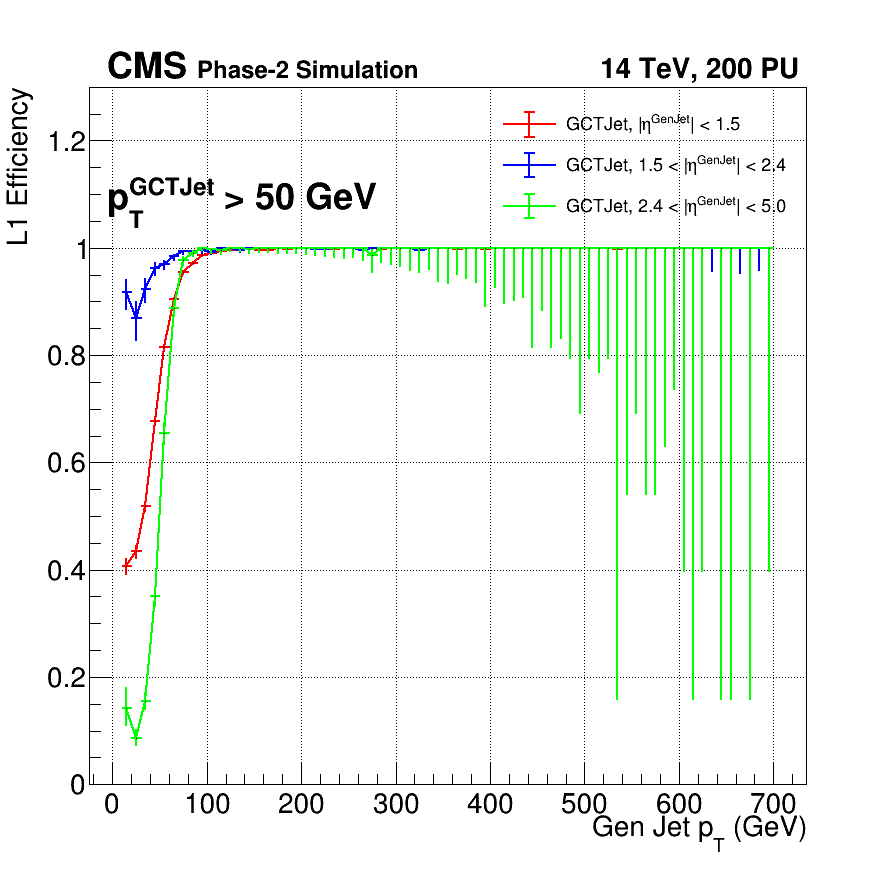 CMS Phase-2 Simulation 14 TeV, 200 PU
L1 Efficiency
GCTJet, |η^GenJet| < 1.5
GCTJet, 1.5 < |η^GenJet| < 2.4
GCTJet, 2.4 < |η^GenJet| < 5.0
p_T^GCTJet > 50 GeV
1.2
1
0.8
0.6
0.4
0.2
0
0 100 200 300 400 500 600 700
Gen Jet p_T (GeV)